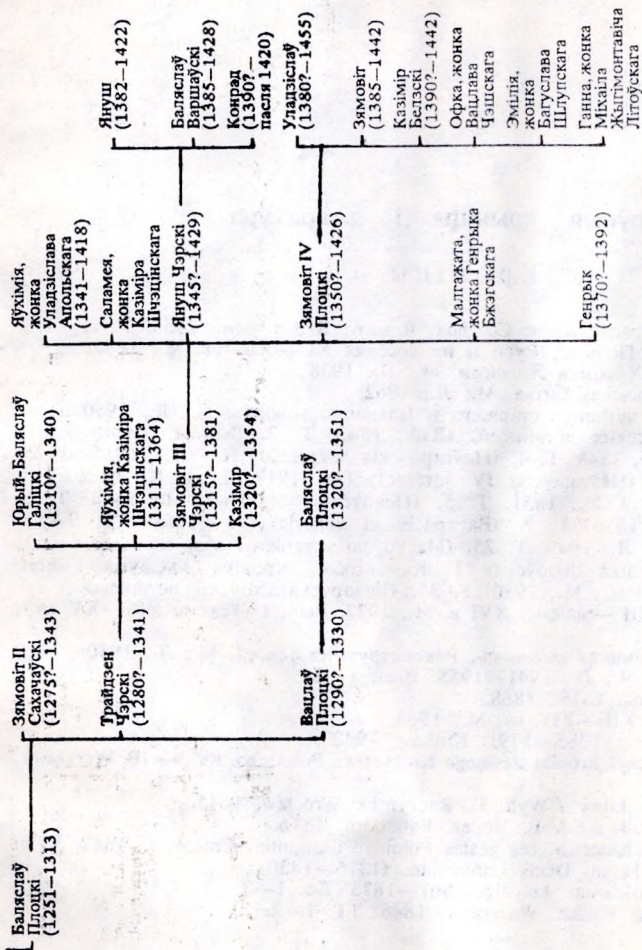 Баляслаў
Плоцкі
(1251—1313)
Зямовіт II
Сахачаўскі
(1275?—1343)
Трайдзен
Чэрскі
(1280?—1341)
Вацлаў
Плоцкі
(1290?—1330)
Юрый-Баляслаў
Галіцкі
(1310?—1340)
Яўхімія,
жонка Казіміра
Шчэцінскага
(1311?—1364)
Зямовіт III
Чэрскі
(1315?—1381)
Казімір
(1320?—1354)
Баляслаў
Плоцкі
(1320?—1351)
Яўхімія,
жонка
Уладзіслава
Апольскага
(1341—1418)
Саламея,
жонка
Казіміра
Шчэцінскага
Януш Чэрскі
(1345?—1429)
Зямовіт IV
Плоцкі
(1350?—1426)
Малгажата,
жонка Генрыка
Бжэгскага
Генрык
(1370?—1392)
Януш
(1382—1422)
Баляслаў
Варшаўскі
(1385—1428)
Конрад
(1390?—
пасля 1420)
Уладзіслаў
(1380?—1455)
Зямовіт
(1385—1442)
Казімір
Белзскі
(1390?—1442)
Офка, жонка
Вацлава
Чэшскага
Эмілія,
жонка
Багуслава
Шлупскага
Ганна, жонка
Міхаіла
Жыгімонтавіча
Літоўскага